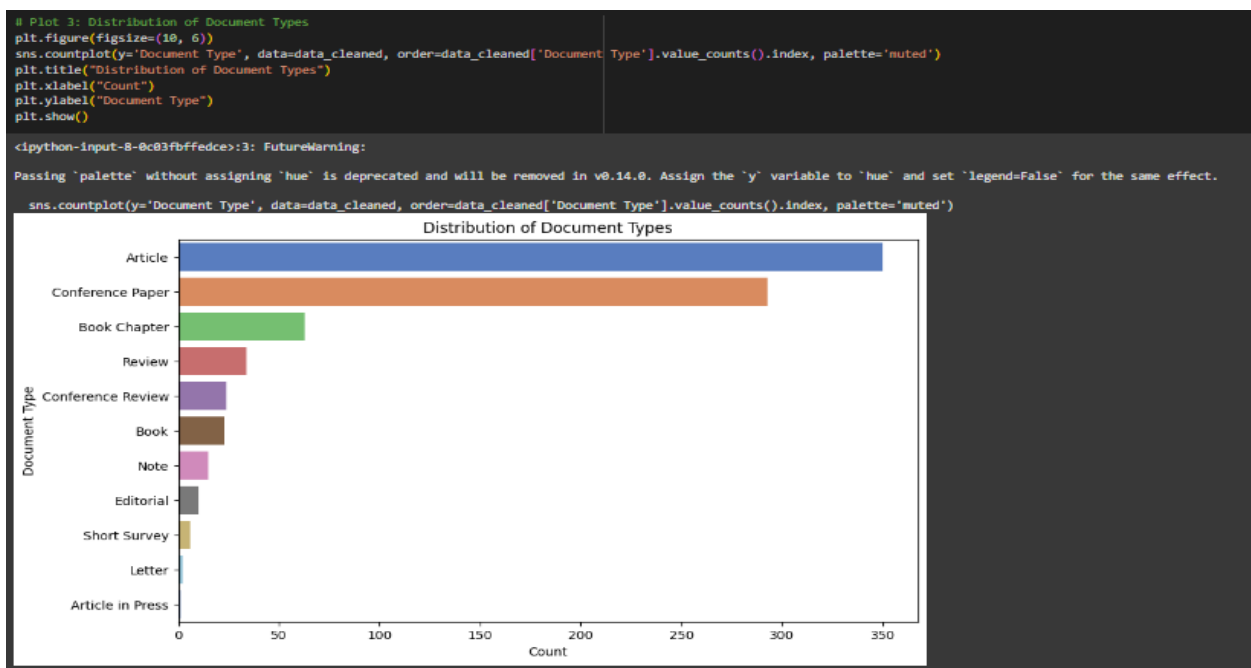 # Plot 3: Distribution of Document Types
plt.figure(figsize=(10, 6))
sns.countplot(y='Document Type', data=data_cleaned, order=data_cleaned['Document Type'].value_counts().index, palette='muted')
plt.title("Distribution of Document Types")
plt.xlabel("Count")
plt.ylabel("Document Type")
plt.show()
<ipython-input-8-0c03fbffedce>:3: FutureWarning:
Passing `palette` without assigning `hue` is deprecated and will be removed in v0.14.0. Assign the `y` variable to `hue` and set `legend=False` for the same effect.
sns.countplot(y='Document Type', data=data_cleaned, order=data_cleaned['Document Type'].value_counts().index, palette='muted')
Distribution of Document Types
Document Type
Article
Conference Paper
Book Chapter
Review
Conference Review
Book
Note
Editorial
Short Survey
Letter
Article in Press
0 50 100 150 200 250 300 350
Count